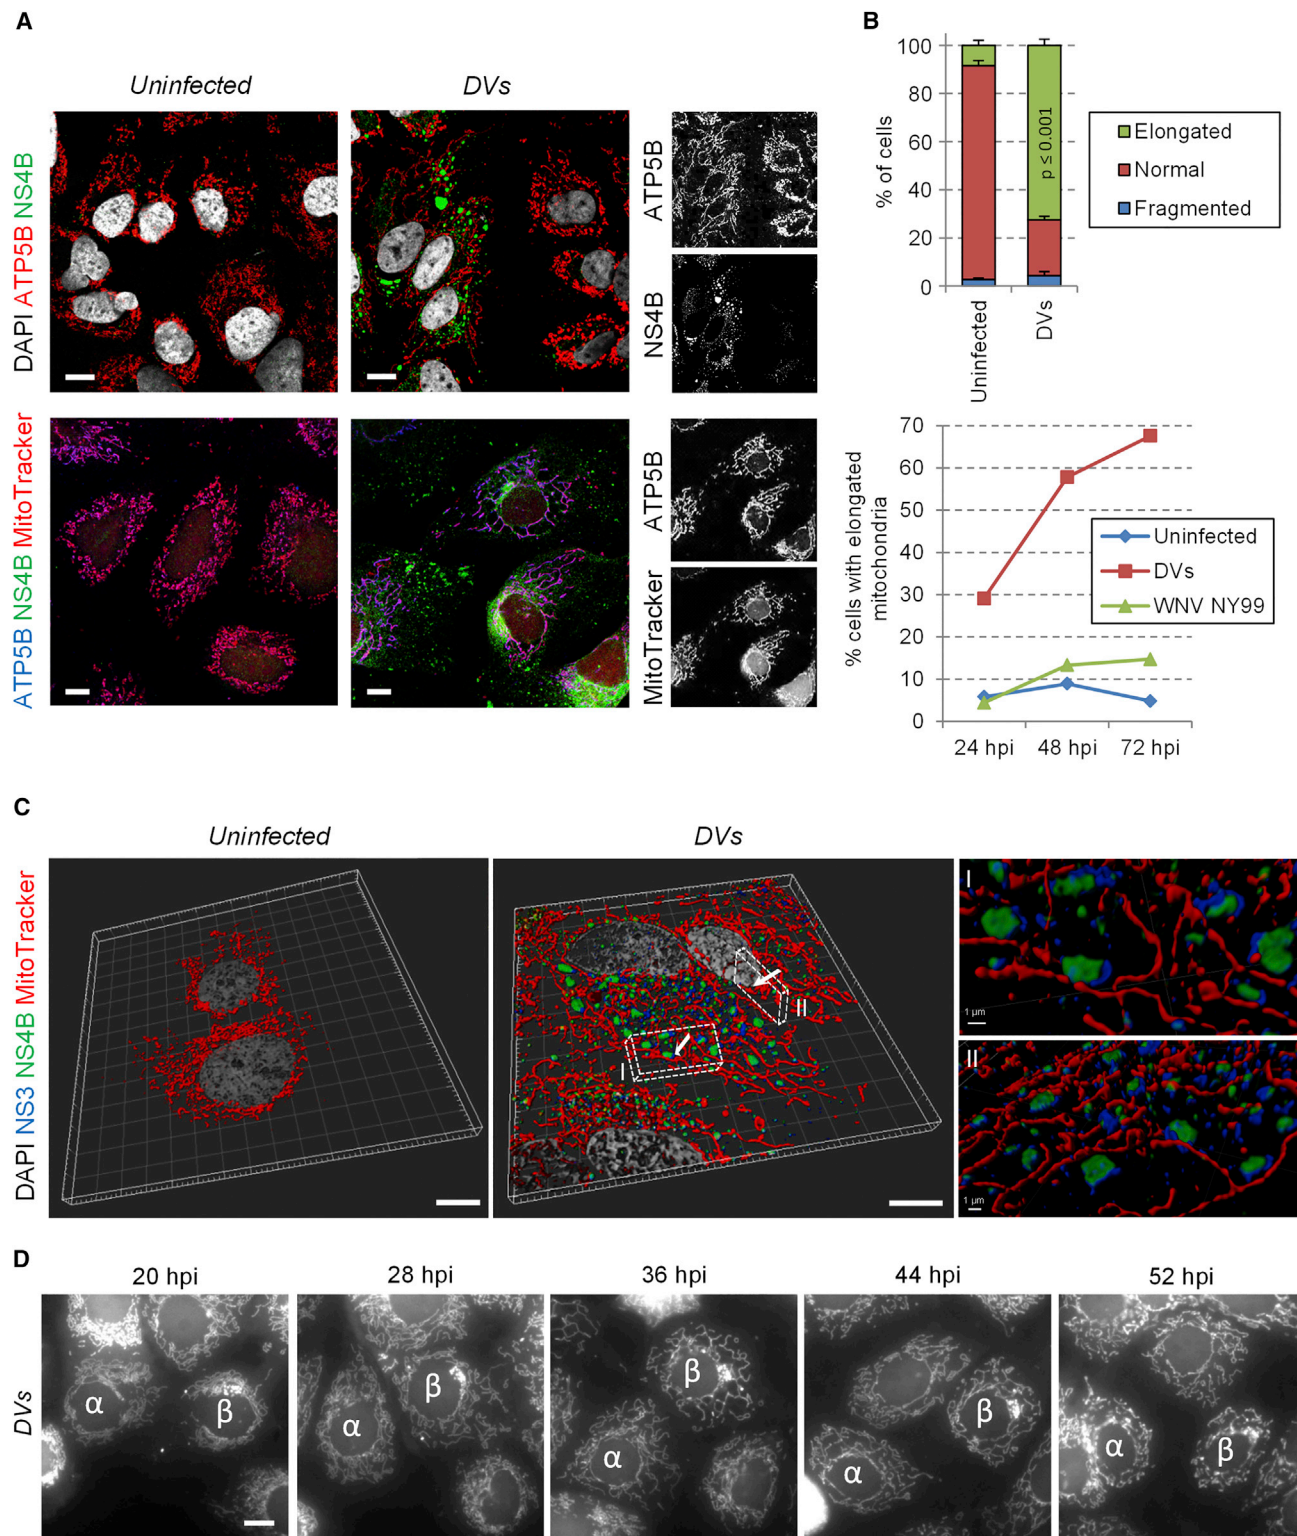 A
Uninfected
DVs
DAPI ATP5B NS4B
ATP5B
NS4B
ATP5B NS4B MitoTracker
ATP5B
MitoTracker
B
% of cells
100
80
60
40
20
0
p ≤ 0.001
Uninfected
DVs
Elongated
Normal
Fragmented
% cells with elongated
mitochondria
70
60
50
40
30
20
10
0
24 hpi 48 hpi 72 hpi
Uninfected
DVs
WNV NY99
C
Uninfected
DVs
DAPI NS3 NS4B MitoTracker
I
II
I
1 µm
II
1 µm
D
20 hpi
28 hpi
36 hpi
44 hpi
52 hpi
DVs
α
β
α
β
α
β
α
β
α
β